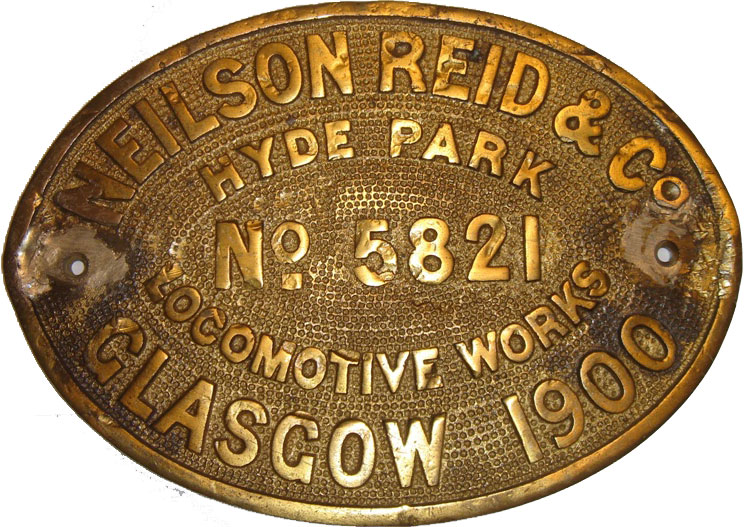 NEILSON REID & Co
HYDE PARK
No 5821
LOCOMOTIVE WORKS
GLASGOW 1900